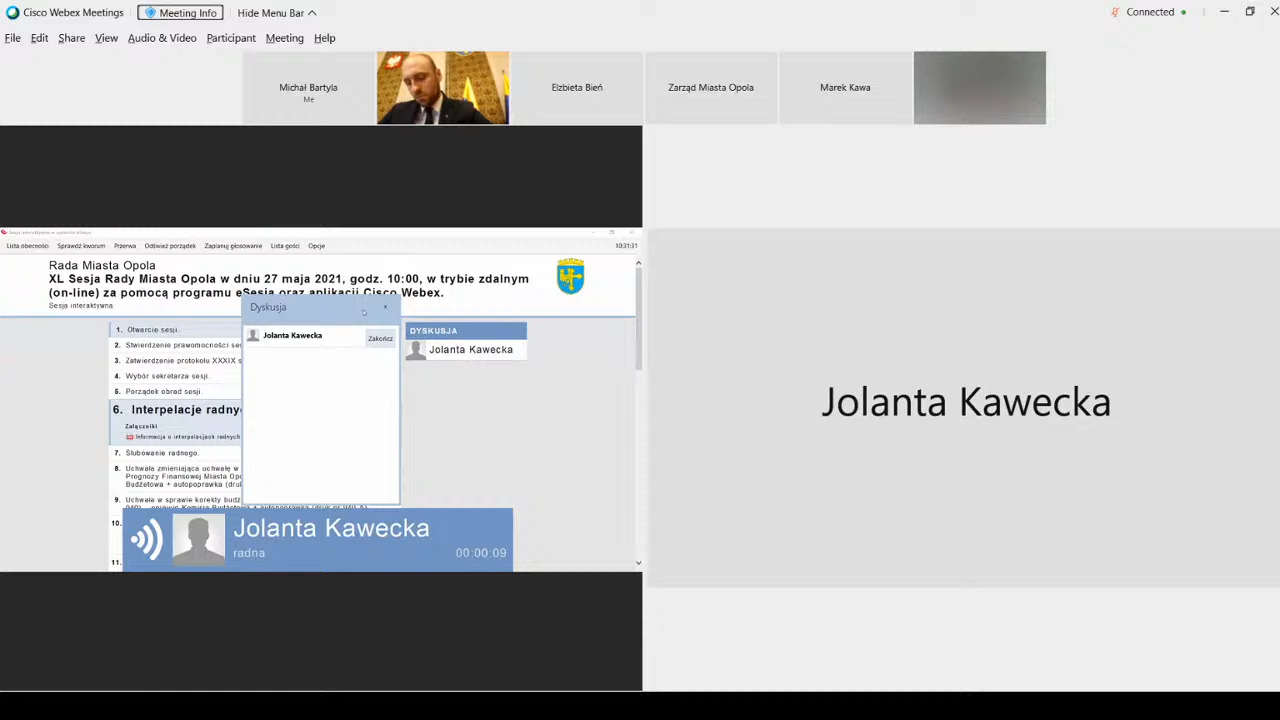 Cisco Webex Meetings
Meeting Info
Hide Menu Bar
Connected
File Edit Share View Audio & Video Participant Meeting Help
Michał Bartyla
Me
Elżbieta Bień
Zarząd Miasta Opola
Marek Kawa
Lista obecności Sprawdź kworum Przerwa Odśwież porządek Zaplanuj głosowanie Lista gości Opcje 10:31:31
Rada Miasta Opola
XL Sesja Rady Miasta Opola w dniu 27 maja 2021, godz. 10:00, w trybie zdalnym
(on-line) za pomocą programu eSesja oraz aplikacji Cisco Webex.
Sesja interaktywna
Dyskusja
Jolanta Kawecka Zakończ
DYSKUSJA
Jolanta Kawecka
1. Otwarcie sesji.
2. Stwierdzenie prawomocności
3. Zatwierdzenie protokołu XXXIX
4. Wybór sekretarza sesji.
5. Porządek obrad sesji.
6. Interpelacje
Załączniki
Informacja o interpelacjach radnych
7. Ślubowanie radnego.
8. Uchwała zmieniająca uchwałę w
Prognozy Finansowej Miasta
Budżetowa + autopoprawka
9. Uchwała w sprawie korekty
10.
11.
Jolanta Kawecka
radna
00:00:09
Jolanta Kawecka